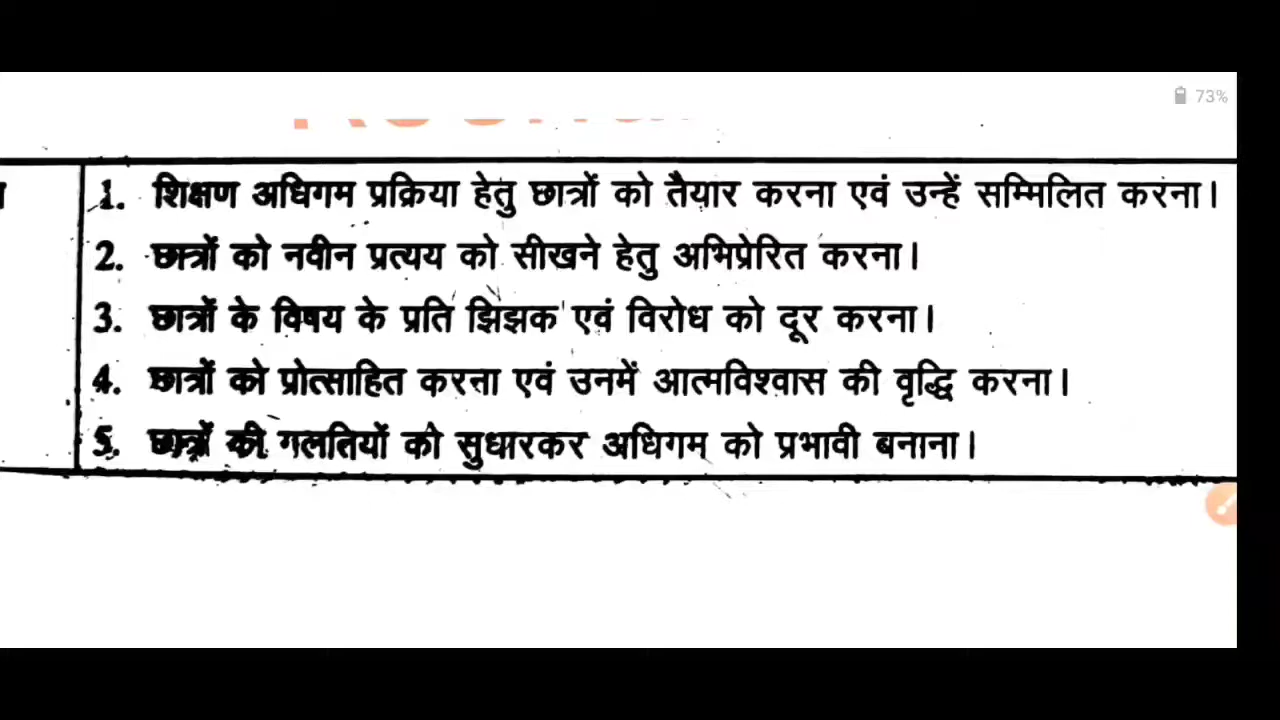 73%
1. शिक्षण अधिगम प्रक्रिया हेतु छात्रों को तैयार करना एवं उन्हें सम्मिलित करना।
2. छात्रों को नवीन प्रत्यय को सीखने हेतु अभिप्रेरित करना।
3. छात्रों के विषय के प्रति झिझक एवं विरोध को दूर करना।
4. छात्रों को प्रोत्साहित करना एवं उनमें आत्मविश्वास की वृद्धि करना।
5. छात्रों की गलतियों को सुधारकर अधिगम को प्रभावी बनाना।